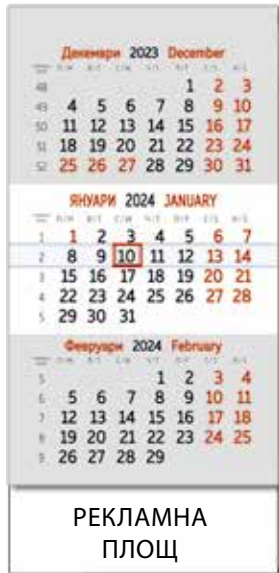 Декември 2023 December
48 1 2 3
49 4 5 6 7 8 9 10
50 11 12 13 14 15 16 17
51 18 19 20 21 22 23 24
52 25 26 27 28 29 30 31
ЯНУАРИ 2024 JANUARY
1 1 2 3 4 5 6 7
2 8 9 10 11 12 13 14
3 15 16 17 18 19 20 21
4 22 23 24 25 26 27 28
5 29 30 31
Февруари 2024 February
5 1 2 3 4
6 5 6 7 8 9 10 11
7 12 13 14 15 16 17 18
8 19 20 21 22 23 24 25
9 26 27 28 29
РЕКЛАМНА
ПЛОЩ